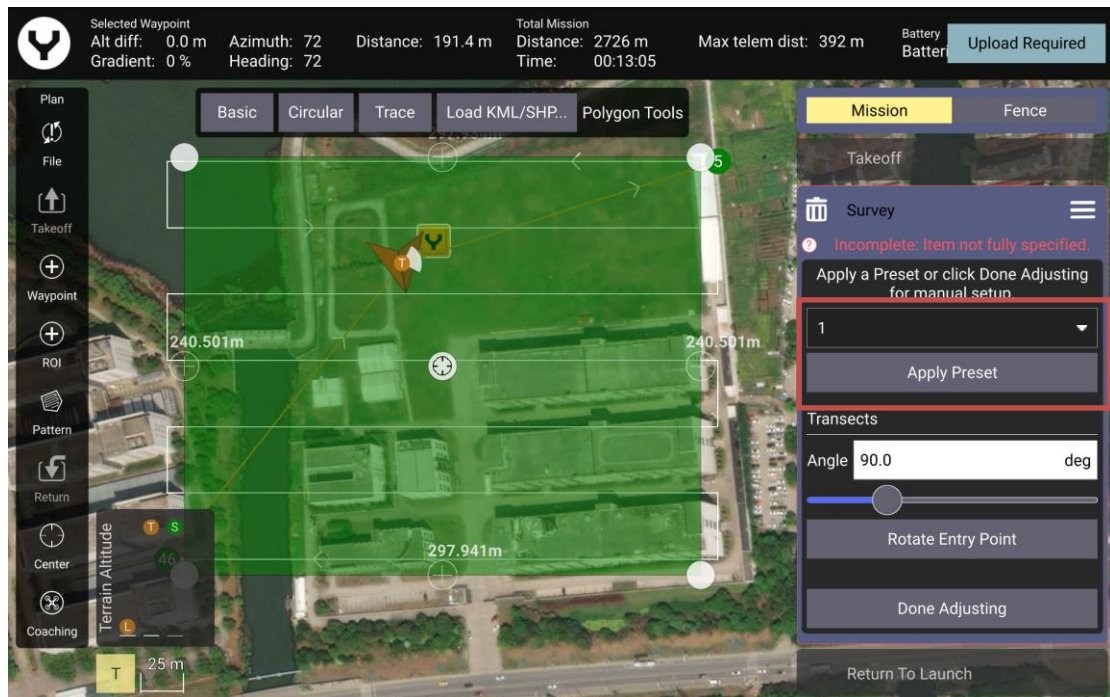 Selected Waypoint
Alt diff: 0.0 m Azimuth: 72 Distance: 191.4 m
Gradient: 0 % Heading: 72
Total Mission
Distance: 2726 m Max telem dist: 392 m
Time: 00:13:05
Battery
Batteri
Upload Required
Plan
File
Takeoff
Waypoint
ROI
Pattern
Return
Center
Coaching
Basic Circular Trace Load KML/SHP... Polygon Tools
5
T
240.501m
240.501m
297.941m
Terrain Altitude
T S
46
L
T
25 m
Mission Fence
Takeoff
Survey
? Incomplete: Item not fully specified.
Apply a Preset or click Done Adjusting
for manual setup.
1
Apply Preset
Transects
Angle 90.0 deg
Rotate Entry Point
Done Adjusting
Return To Launch